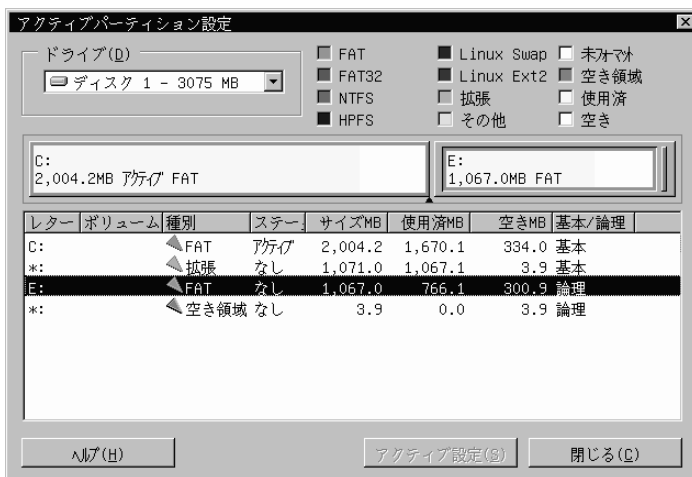 アクティブパーティション設定
ドライブ(D)
ディスク 1 - 3075 MB
FAT
FAT32
NTFS
HPFS
Linux Swap
Linux Ext2
拡張
その他
未フォーマット
空き領域
使用済
空き
C:
2,004.2MB アクティブ FAT
E:
1,067.0MB FAT
レター ボリューム 種別 ステー. サイズMB 使用済MB 空きMB 基本/論理
C: FAT アクティブ 2,004.2 1,670.1 334.0 基本
*: 拡張 なし 1,071.0 1,067.1 3.9 基本
E: FAT なし 1,067.0 766.1 300.9 論理
*: 空き領域 なし 3.9 0.0 3.9 論理
ヘルプ(H)
アクティブ設定(S)
閉じる(C)